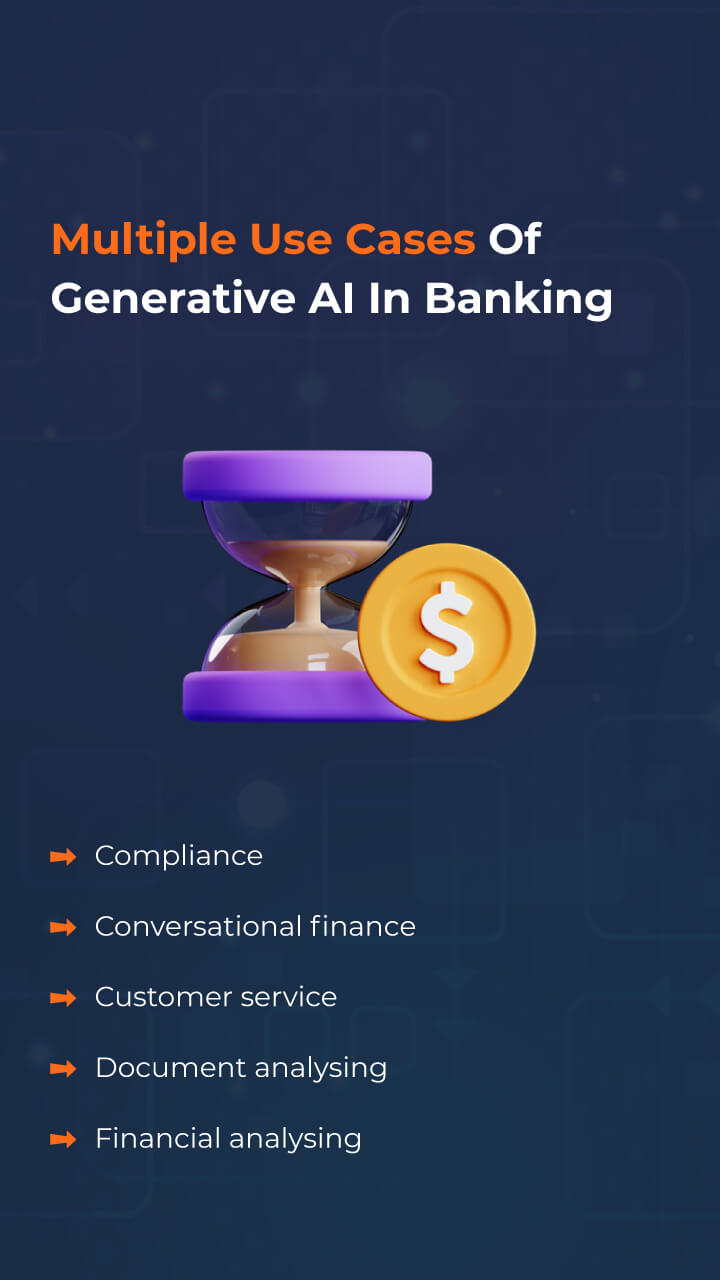 Multiple Use Cases Of
Generative AI In Banking
$
Compliance
Conversational finance
Customer service
Document analysing
Financial analysing